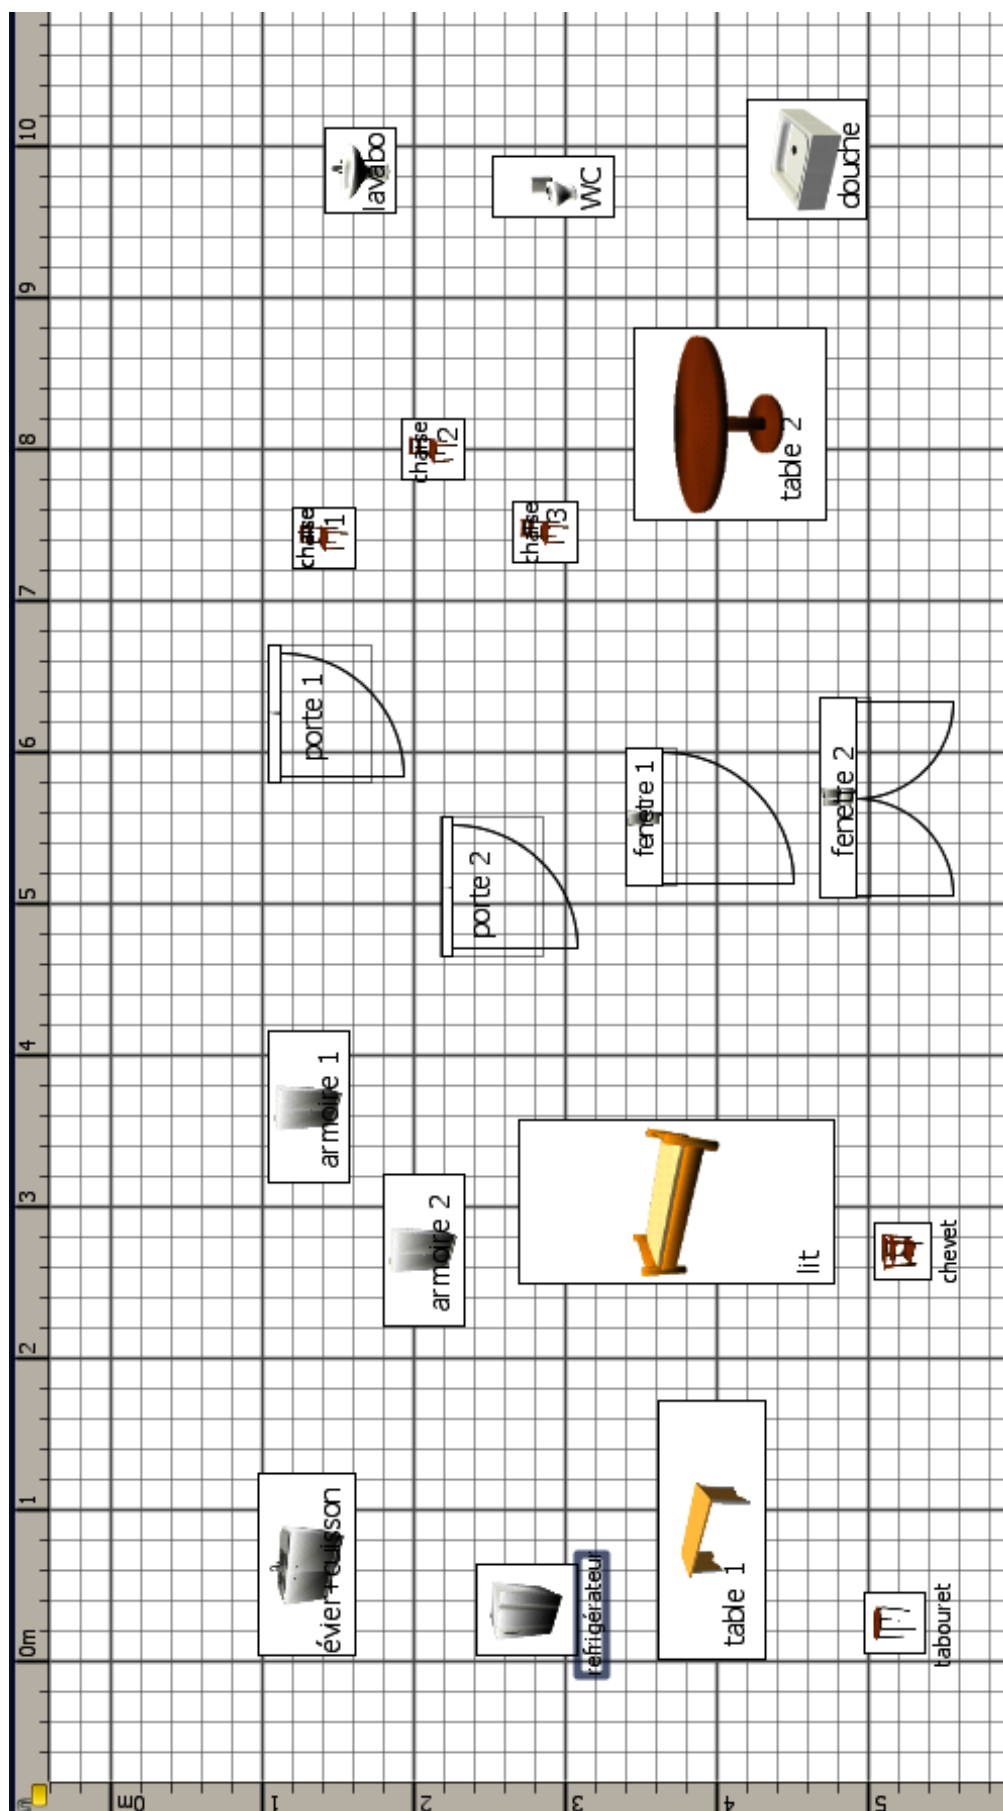 0m 1 2 3 4 5 6 7 8 9 10
0m
1
évier+cuisson
armoire 1
porte 1
chaise
1
lavabo
2
armoire 2
porte 2
chaise
2
3
réfrigérateur
chaise
3
WC
4
table 1
lit
fenêtre 1
table 2
douche
5
tabouret
chevet
fenêtre 2